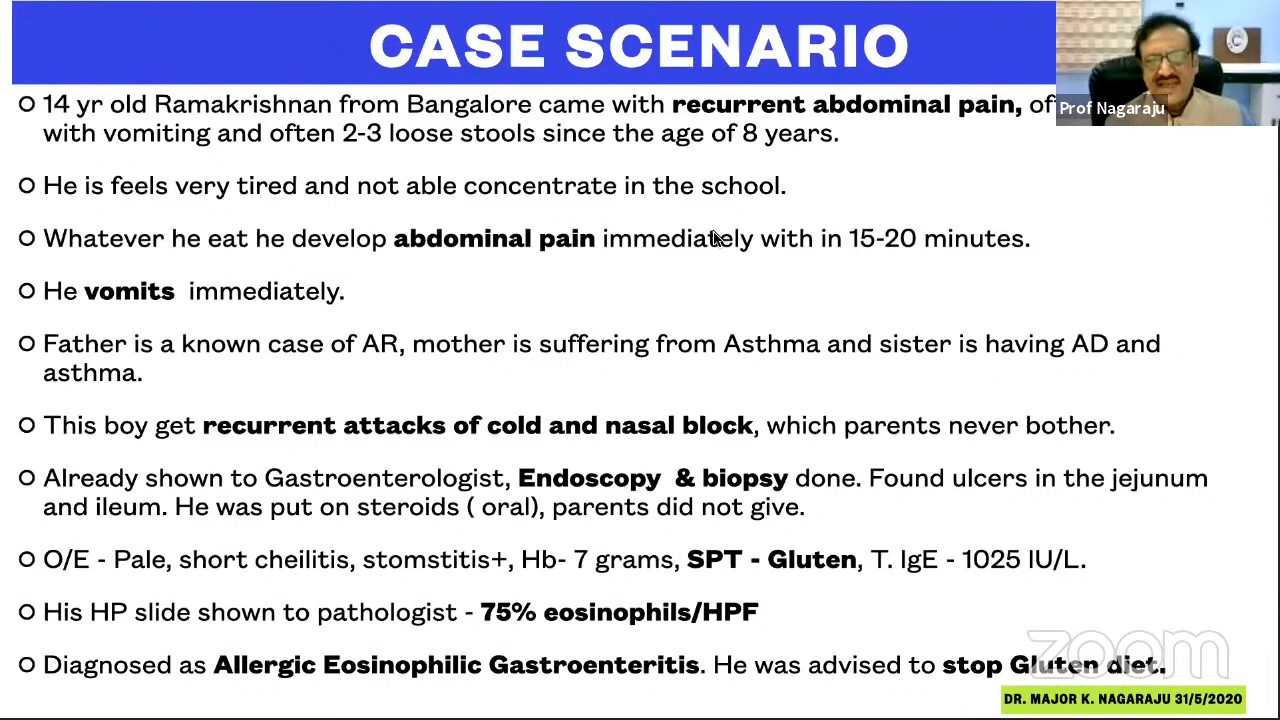 CASE SCENARIO
14 yr old Ramakrishnan from Bangalore came with recurrent abdominal pain,
Prof Nagaraju
with vomiting and often 2-3 loose stools since the age of 8 years.
He is feels very tired and not able concentrate in the school.
Whatever he eat he develop abdominal pain immediately with in 15-20 minutes.
He vomits immediately.
Father is a known case of AR, mother is suffering from Asthma and sister is having AD and
asthma.
This boy get recurrent attacks of cold and nasal block, which parents never bother.
Already shown to Gastroenterologist, Endoscopy & biopsy done. Found ulcers in the jejunum
and ileum. He was put on steroids ( oral), parents did not give.
O/E - Pale, short cheilitis, stomstitis+, Hb- 7 grams, SPT - Gluten, T. IgE - 1025 IU/L.
His HP slide shown to pathologist - 75% eosinophils/HPF
Diagnosed as Allergic Eosinophilic Gastroenteritis. He was advised to stop Gluten diet.
zoom
DR. MAJOR K. NAGARAJU 31/5/2020